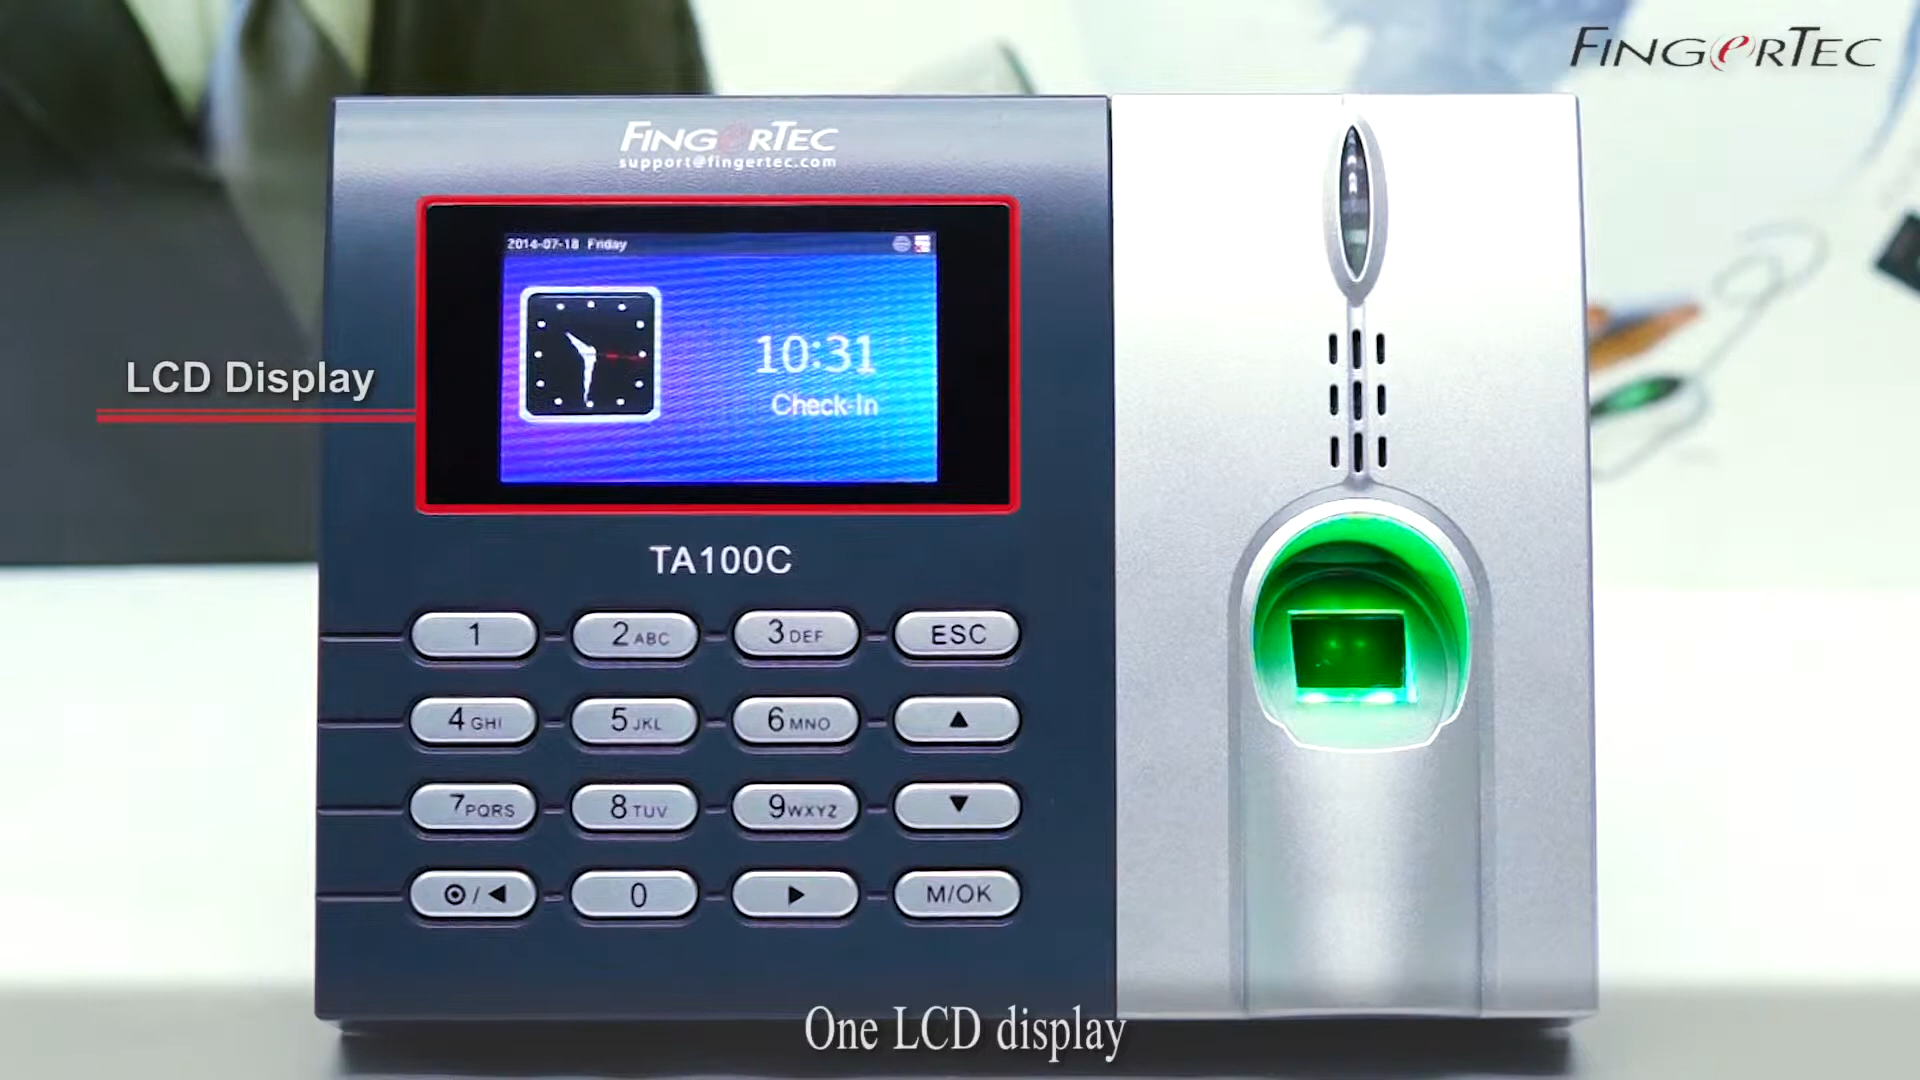 FINGERTEC
FINGERTEC
support@fingertec.com
2014-07-18 Friday
10:31
Check-In
LCD Display
TA100C
1 2 ABC 3 DEF ESC
4 GHI 5 JKL 6 MNO ▲
7 PQRS 8 TUV 9 WXYZ ▼
⊙/◀ 0 ▶ M/OK
One LCD display